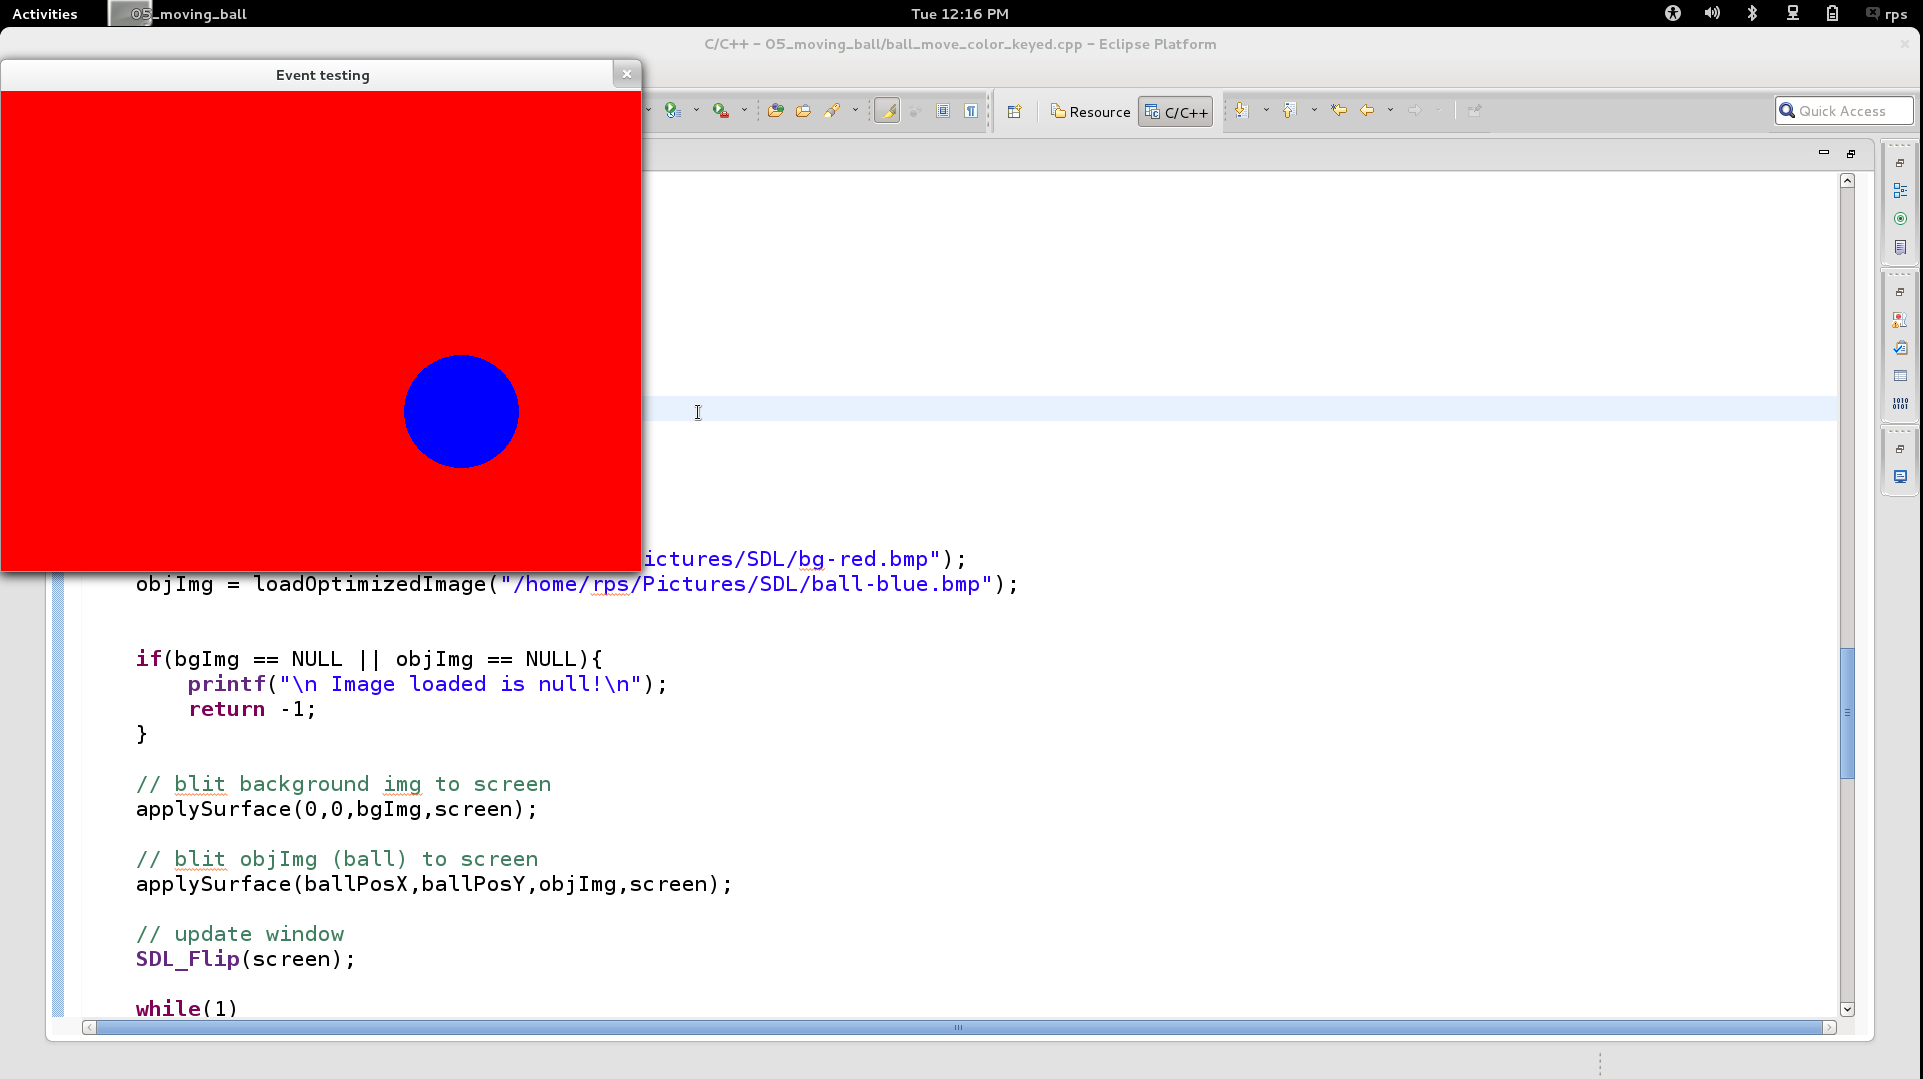 Activities 05_moving_ball Tue 12:16 PM rps
C/C++ - 05_moving_ball/ball_move_color_keyed.cpp - Eclipse Platform
Event testing
Resource C/C++ Quick Access
ictures/SDL/bg-red.bmp");
objImg = loadOptimizedImage("/home/rps/Pictures/SDL/ball-blue.bmp");
if(bgImg == NULL || objImg == NULL){
printf("\n Image loaded is null!\n");
return -1;
}
// blit background img to screen
applySurface(0,0,bgImg,screen);
// blit objImg (ball) to screen
applySurface(ballPosX,ballPosY,objImg,screen);
// update window
SDL_Flip(screen);
while(1)